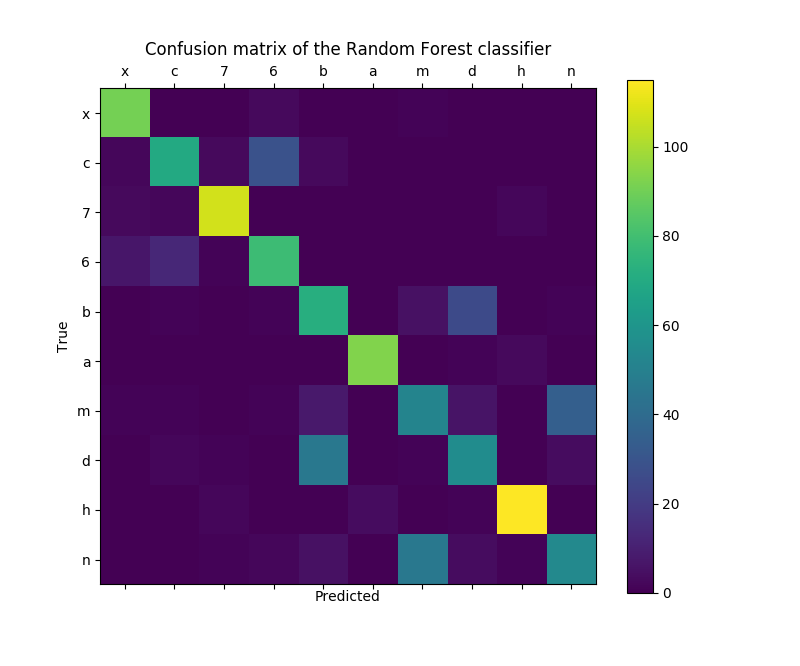 Confusion matrix of the Random Forest classifier
x c 7 6 b a m d h n
x
c
7
6
b
a
m
d
h
n
True
Predicted
100
80
60
40
20
0